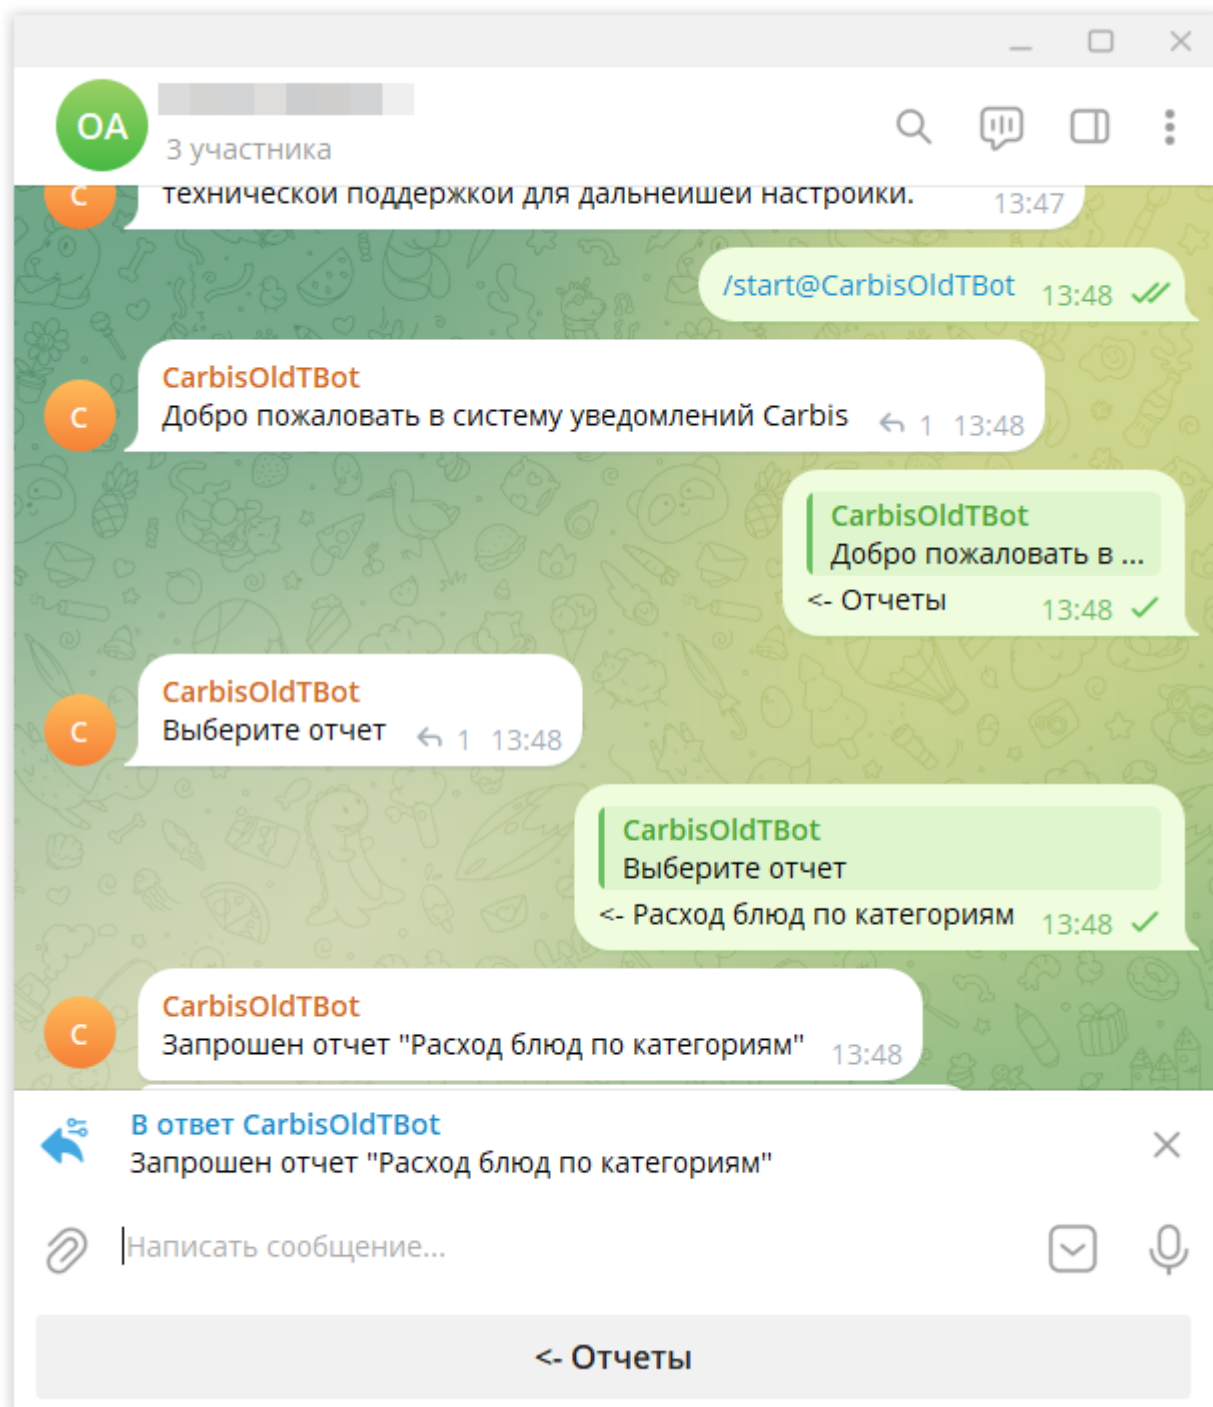 OA
3 участника
С
технической поддержкой для дальнейшей настройки.
13:47
/start@CarbisOldTBot 13:48
CarbisOldTBot
С
Добро пожаловать в систему уведомлений Carbis 1 13:48
CarbisOldTBot
Добро пожаловать в ...
<- Отчеты 13:48
CarbisOldTBot
С
Выберите отчет 1 13:48
CarbisOldTBot
Выберите отчет
<- Расход блюд по категориям 13:48
CarbisOldTBot
С
Запрошен отчет "Расход блюд по категориям" 13:48
В ответ CarbisOldTBot
Запрошен отчет "Расход блюд по категориям"
Написать сообщение...
<- Отчеты